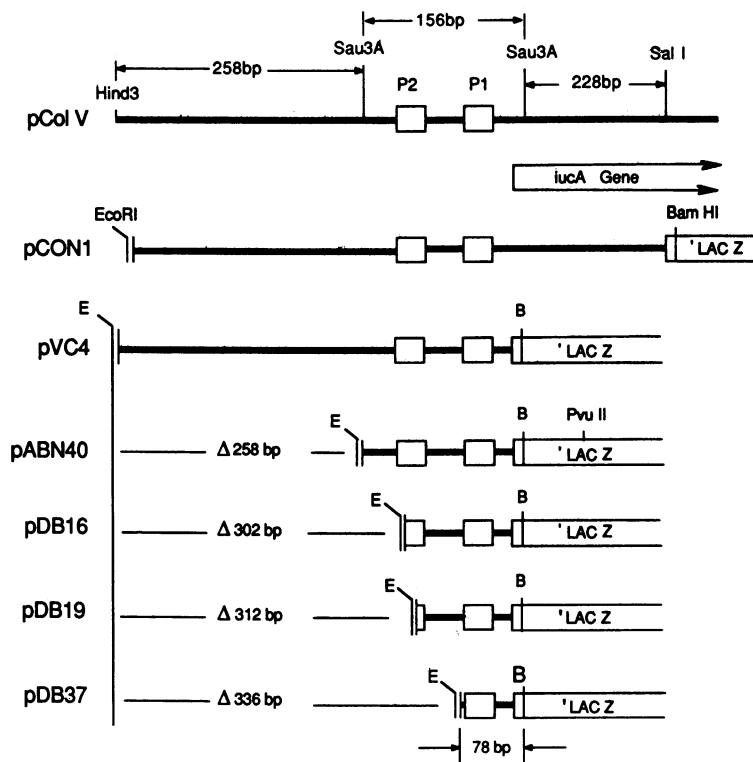 156bp
Sau3A Sau3A Sal I
258bp 228bp
Hind3 P2 P1
pCol V
iucA Gene
EcoRI Bam HI
pCON1 ' LAC Z
E B
pVC4 ' LAC Z
E B Pvu II
pABN40 Δ 258 bp ' LAC Z
E B
pDB16 Δ 302 bp ' LAC Z
E B
pDB19 Δ 312 bp ' LAC Z
E B
pDB37 Δ 336 bp ' LAC Z
78 bp